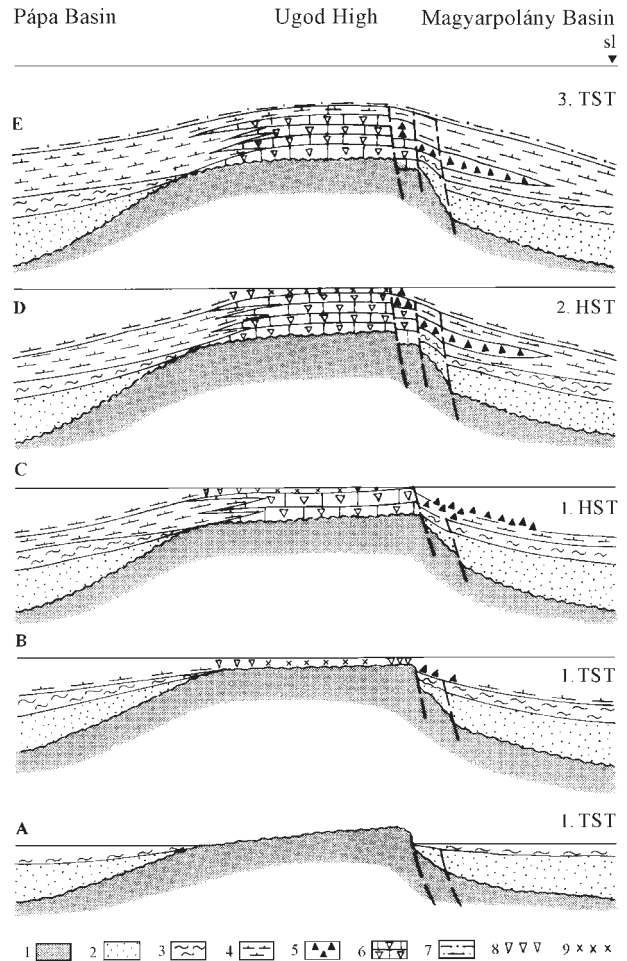 Pápa Basin Ugod High Magyarpolány Basin
sl
3. TST
E
D
2. HST
C
1. HST
B
1. TST
1. TST
A
1 2 3 4 5 6 7 8 9